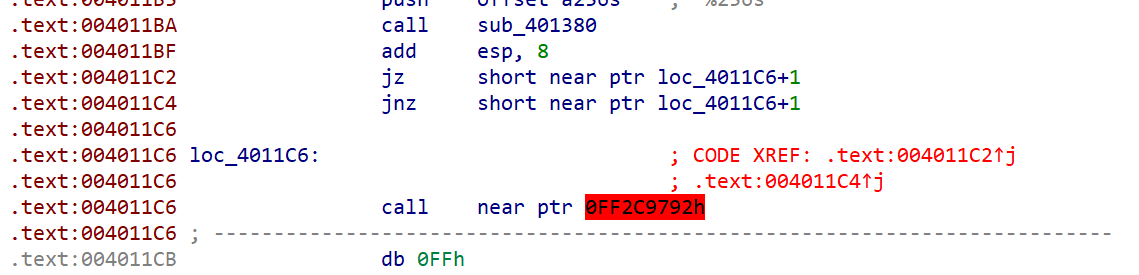 .text:004011B5 push offset a256s ; "%256s"
.text:004011BA call sub_401380
.text:004011BF add esp, 8
.text:004011C2 jz short near ptr loc_4011C6+1
.text:004011C4 jnz short near ptr loc_4011C6+1
.text:004011C6
.text:004011C6 loc_4011C6: ; CODE XREF: .text:004011C2↑j
.text:004011C6 ; .text:004011C4↑j
.text:004011C6 call near ptr 0FF2C9792h
.text:004011C6 ; ---------------------------------------------------------------------------
.text:004011CB db 0FFh